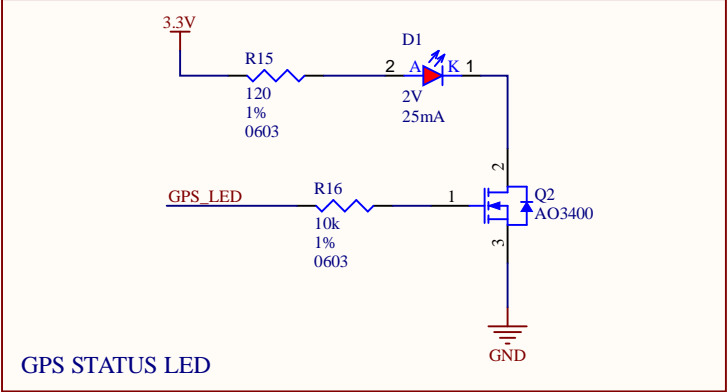 3.3V
D1
R15
2 A K 1
120
2V
1%
25mA
0603
2
GPS_LED
R16
1
Q2
10k
AO3400
1%
0603
3
GND
GPS STATUS LED